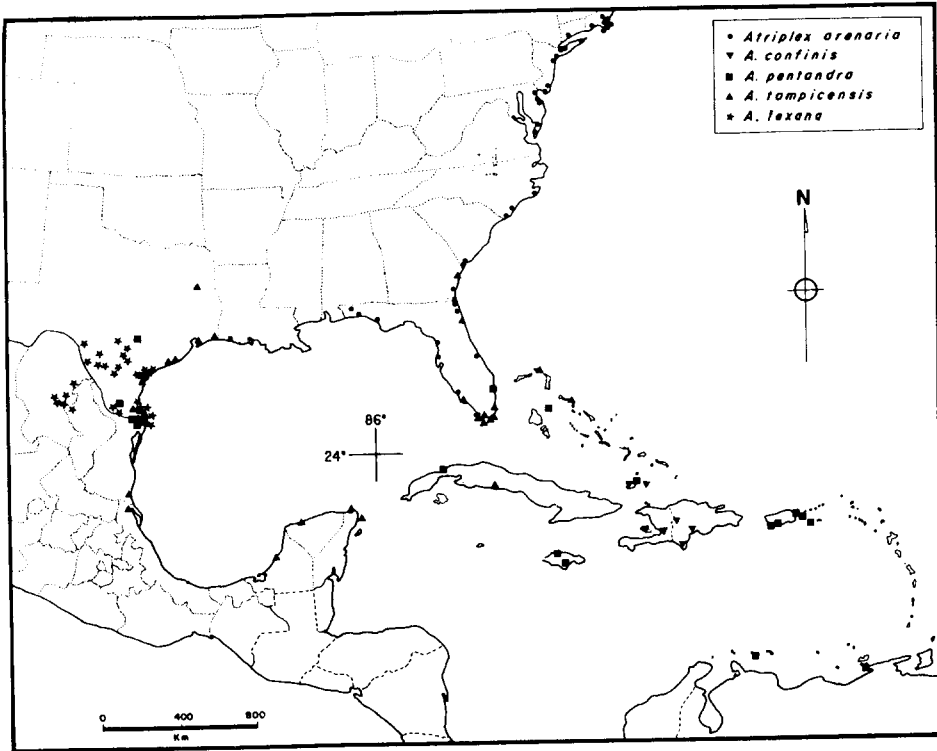 • Atriplex arenaria
▼ A. confinis
■ A. pentandra
▲ A. tampicensis
★ A. texana
N
86°
24°
0 400 800
Km